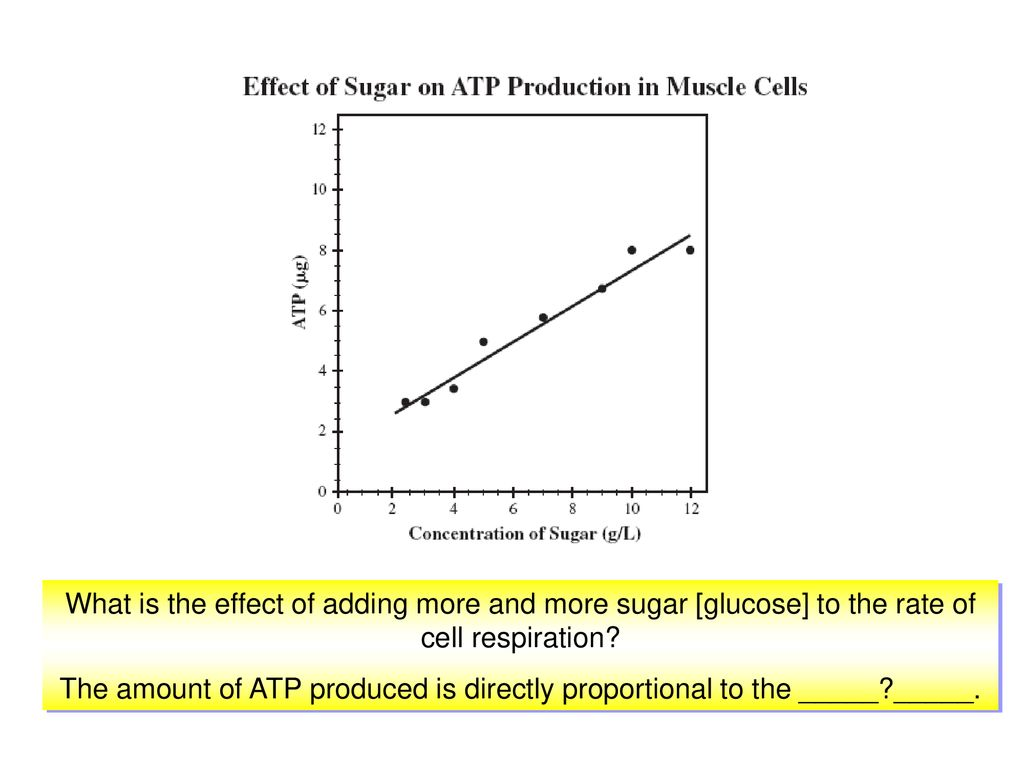 Effect of Sugar on ATP Production in Muscle Cells
12
10
8
6
4
2
0
ATP (μg)
0 2 4 6 8 10 12
Concentration of Sugar (g/L)
What is the effect of adding more and more sugar [glucose] to the rate of
cell respiration?
The amount of ATP produced is directly proportional to the _____?_____.